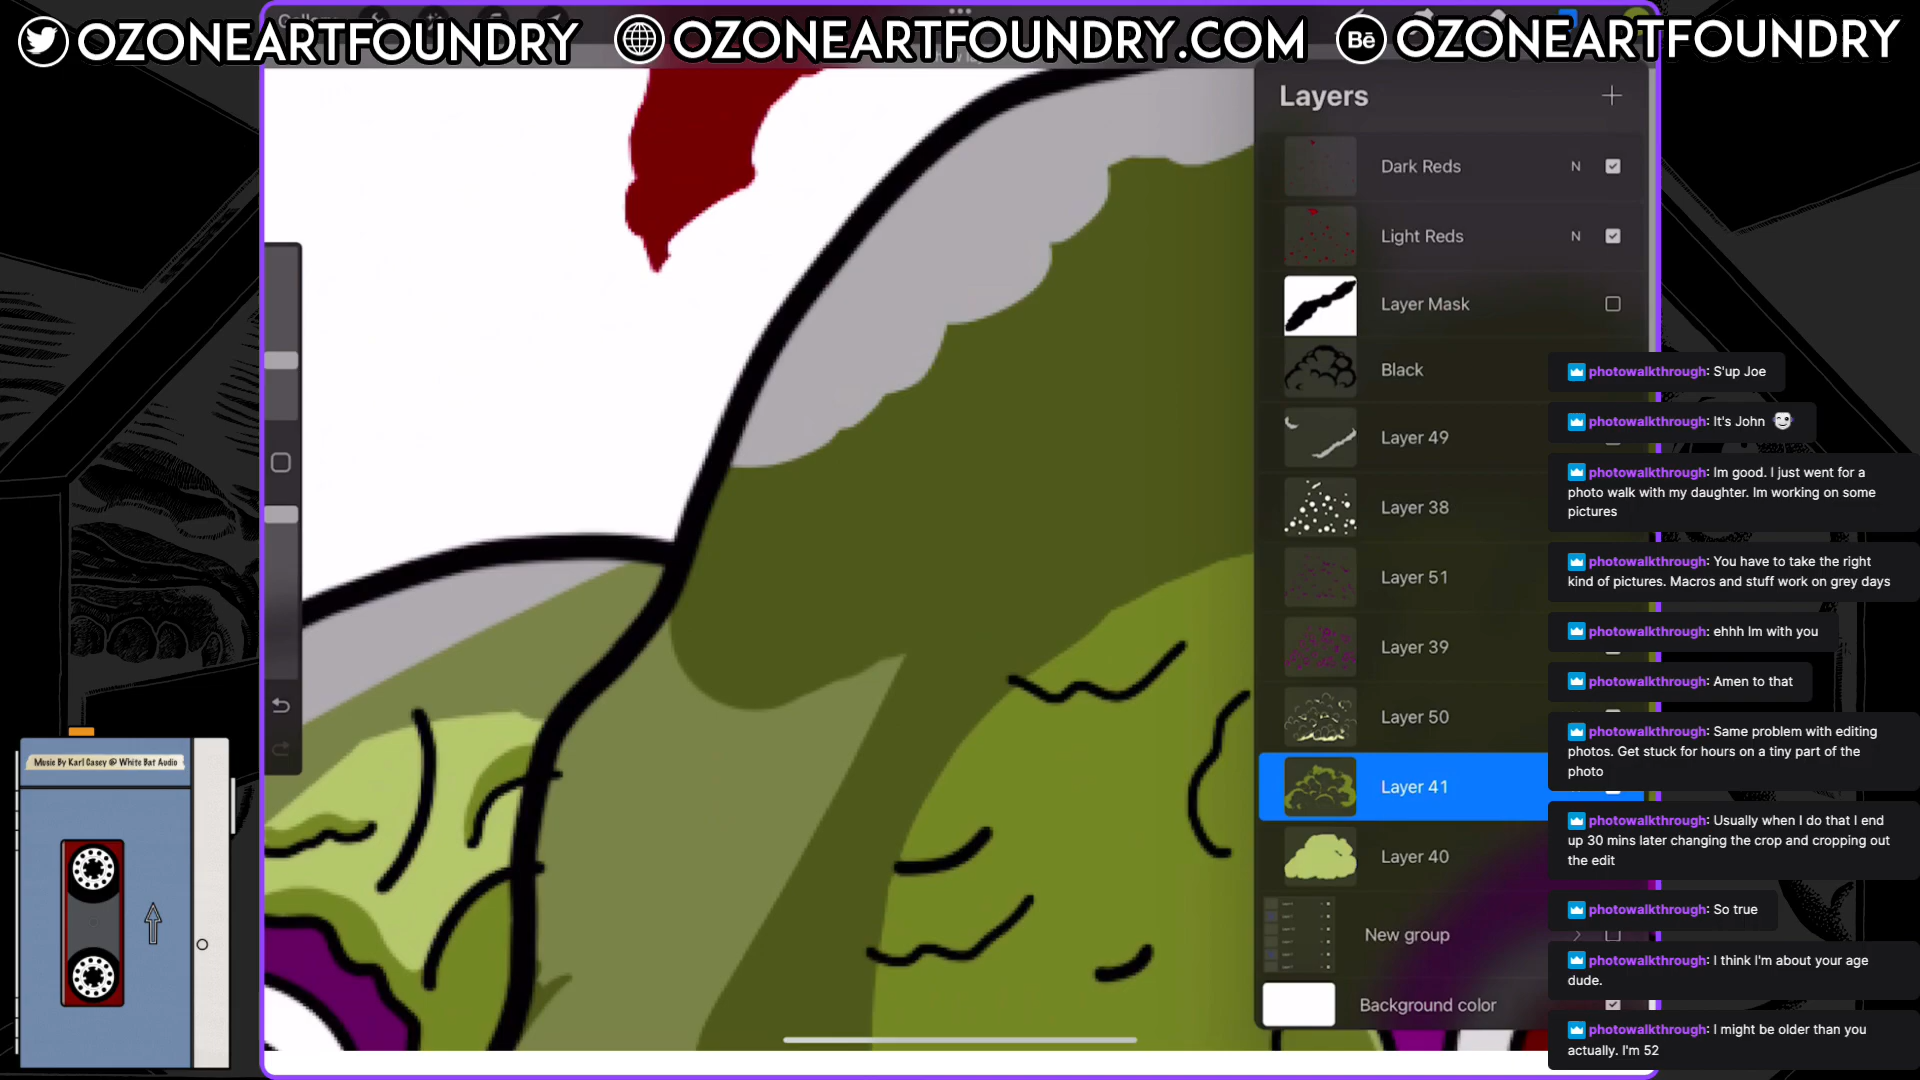 OZONEARTFOUNDRY
OZONEARTFOUNDRY.COM
Bē OZONEARTFOUNDRY
Layers
Dark Reds N
Light Reds N
Layer Mask
Black
Layer 49
Layer 38
Layer 51
Layer 39
Layer 50
Layer 41
Layer 40
New group
Background color
photowalkthrough: S'up Joe
photowalkthrough: It's John
photowalkthrough: Im good. I just went for a
photo walk with my daughter. Im working on some
pictures
photowalkthrough: You have to take the right
kind of pictures. Macros and stuff work on grey days
photowalkthrough: ehhh Im with you
photowalkthrough: Amen to that
photowalkthrough: Same problem with editing
photos. Get stuck for hours on a tiny part of the
photo
photowalkthrough: Usually when I do that I end
up 30 mins later changing the crop and cropping out
the edit
photowalkthrough: So true
photowalkthrough: I think I'm about your age
dude.
photowalkthrough: I might be older than you
actually. I'm 52
Music By Karl Casey @ White Bat Audio